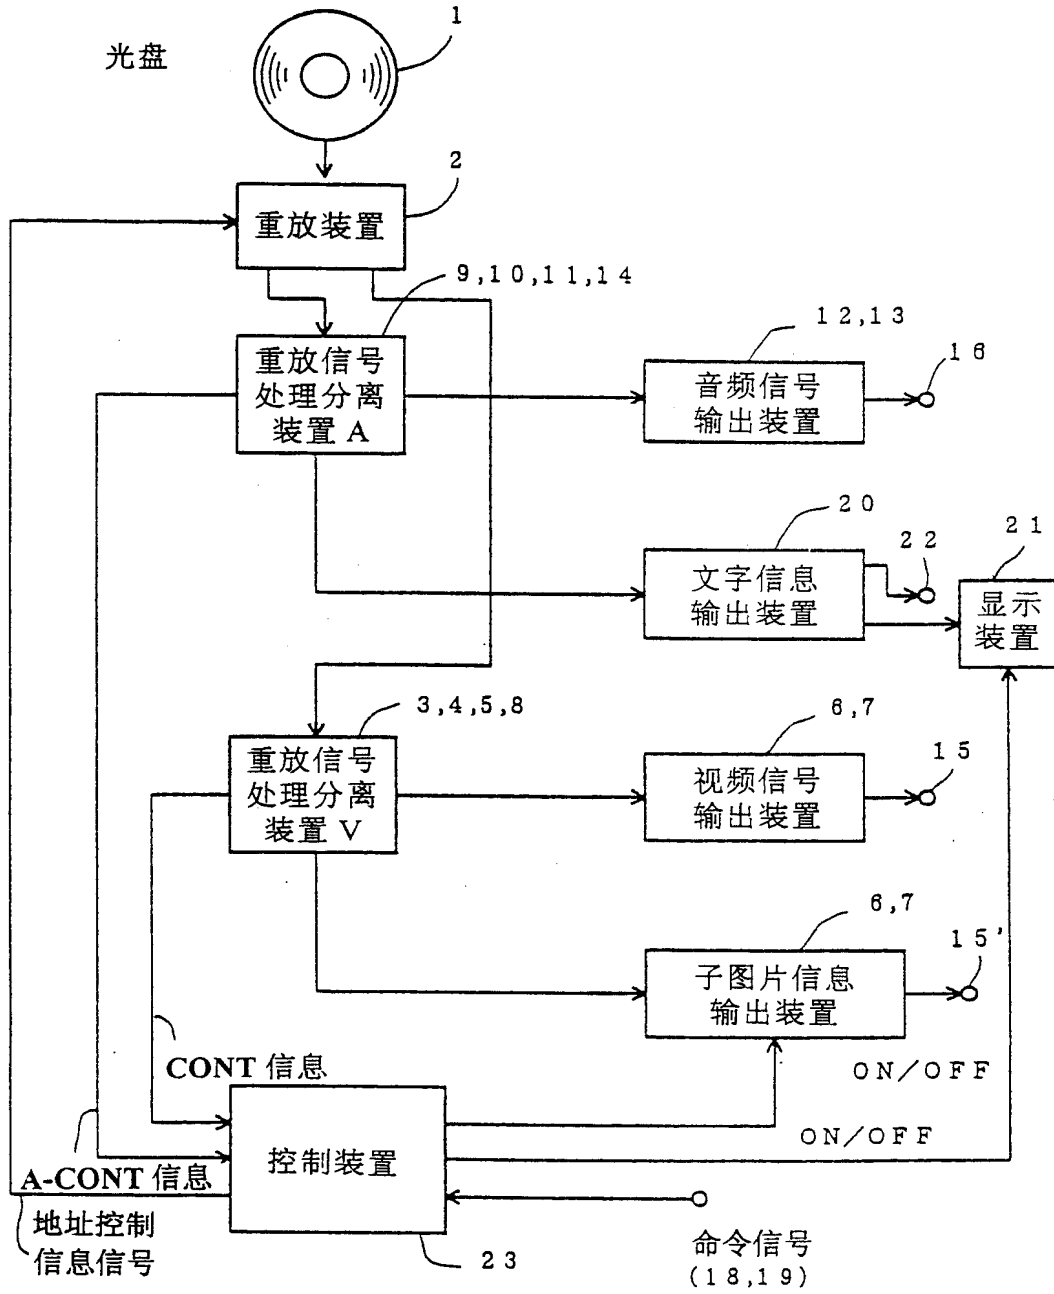 1
光盘
2
重放装置
9,10,11,14
重放信号
处理分离
装置 A
12,13
音频信号
输出装置
16
20
文字信息
输出装置
22
21
显示
装置
3,4,5,8
重放信号
处理分离
装置 V
6,7
视频信号
输出装置
15
6,7
子图片信息
输出装置
15'
CONT 信息
ON/OFF
ON/OFF
控制装置
A-CONT 信息
地址控制
信息信号
23
命令信号
(18,19)